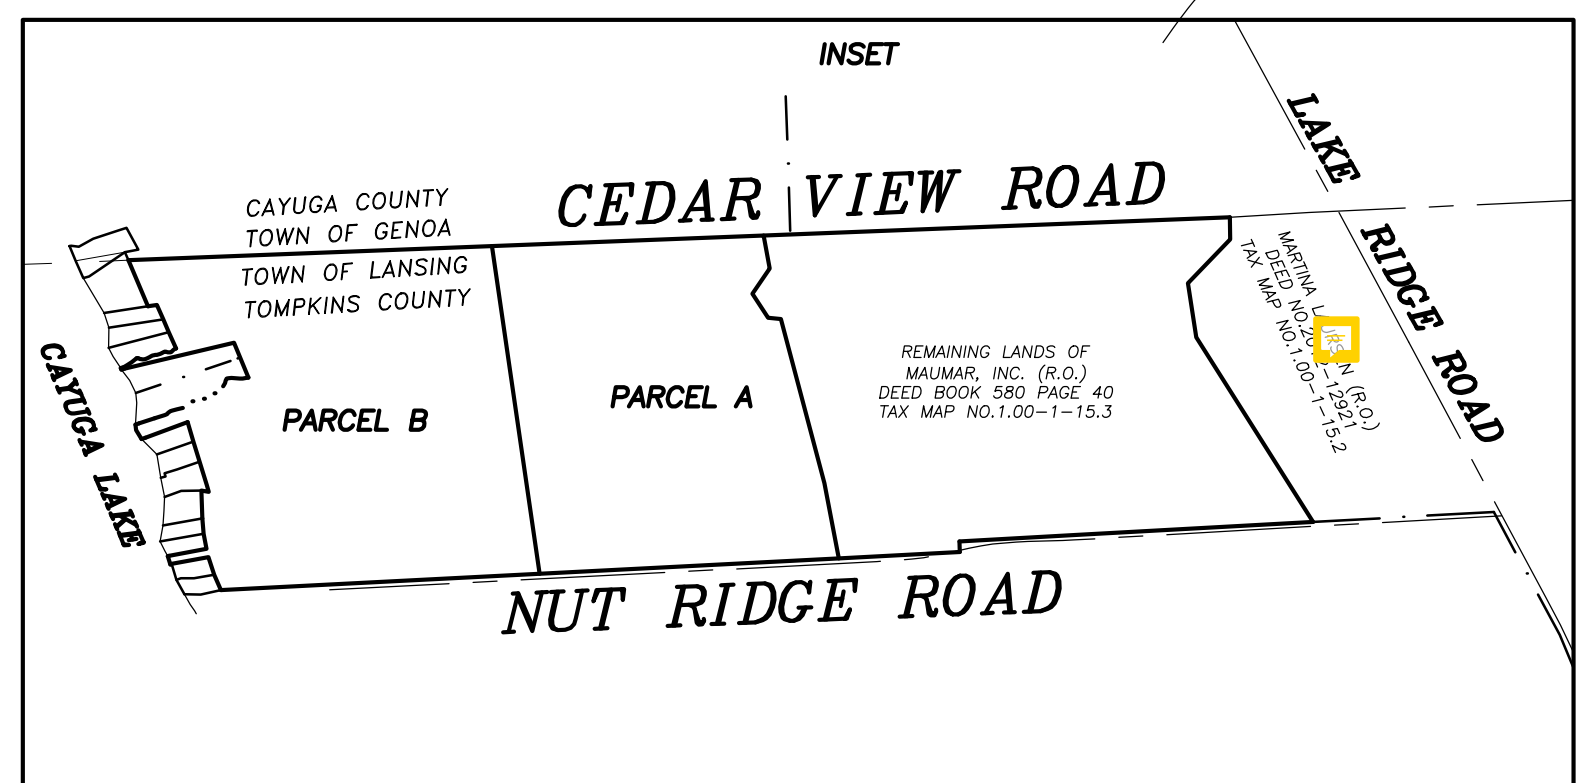 INSET
LAKE RIDGE ROAD
CEDAR VIEW ROAD
CAYUGA COUNTY
TOWN OF GENOA
TOWN OF LANSING
TOMPKINS COUNTY
CAYUGA LAKE
PARCEL B
PARCEL A
REMAINING LANDS OF
MAUMAR, INC. (R.O.)
DEED BOOK 580 PAGE 40
TAX MAP NO.1.00-1-15.3
MARTINA (R.O.)
DEED
TAX MAP NO.1.00-1-15.2
NUT RIDGE ROAD